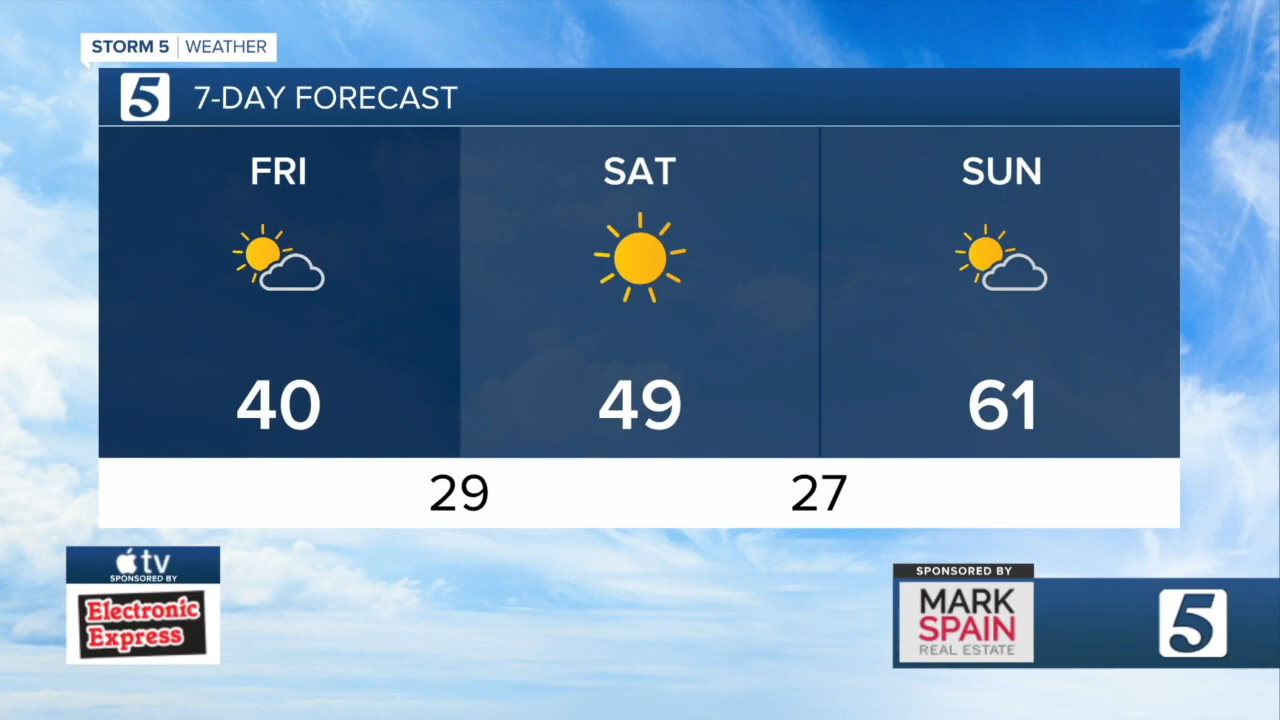 STORM 5 WEATHER
5 7-DAY FORECAST
FRI SAT SUN
40 49 61
29 27
tv
SPONSORED BY
Electronic
Express
SPONSORED BY
MARK
SPAIN
REAL ESTATE
5